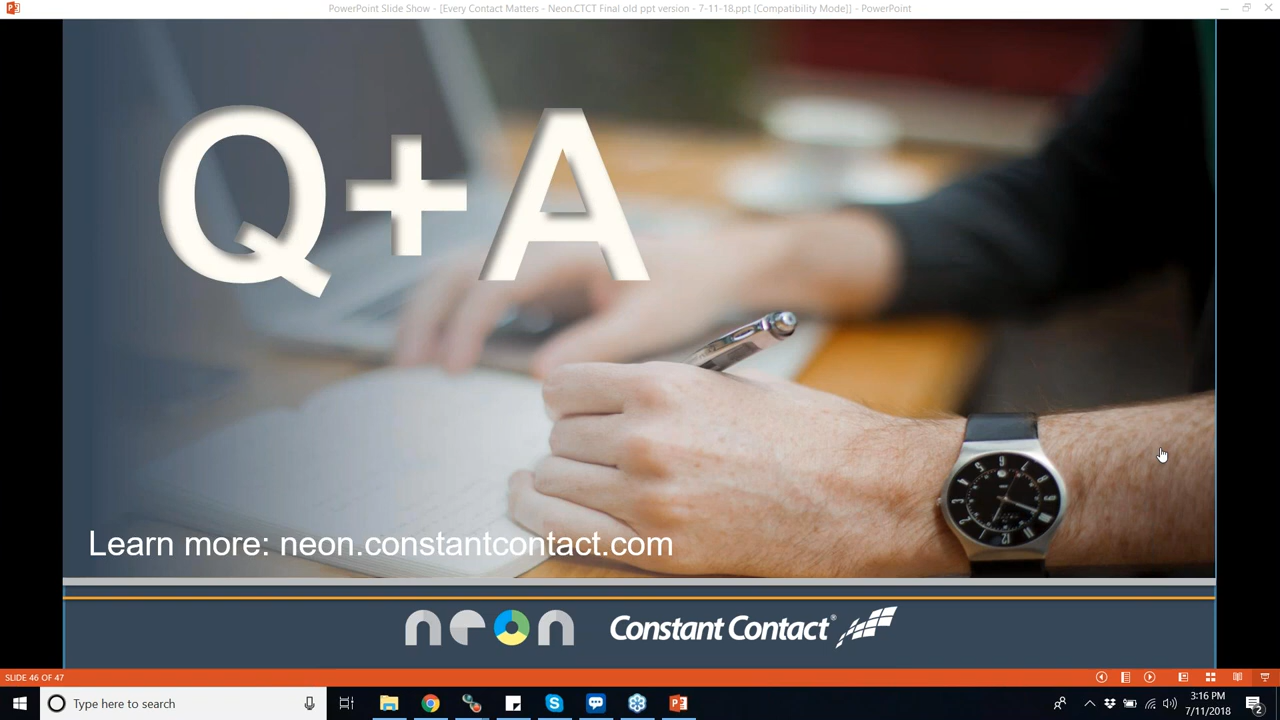 PowerPoint Slide Show - [Every Contact Matters - Neon.CTCT Final old ppt version - 7-11-18.ppt [Compatibility Mode]] - PowerPoint
Q+A
Learn more: neon.constantcontact.com
neon Constant Contact®
SLIDE 46 OF 47
Type here to search
3:16 PM
7/11/2018
2